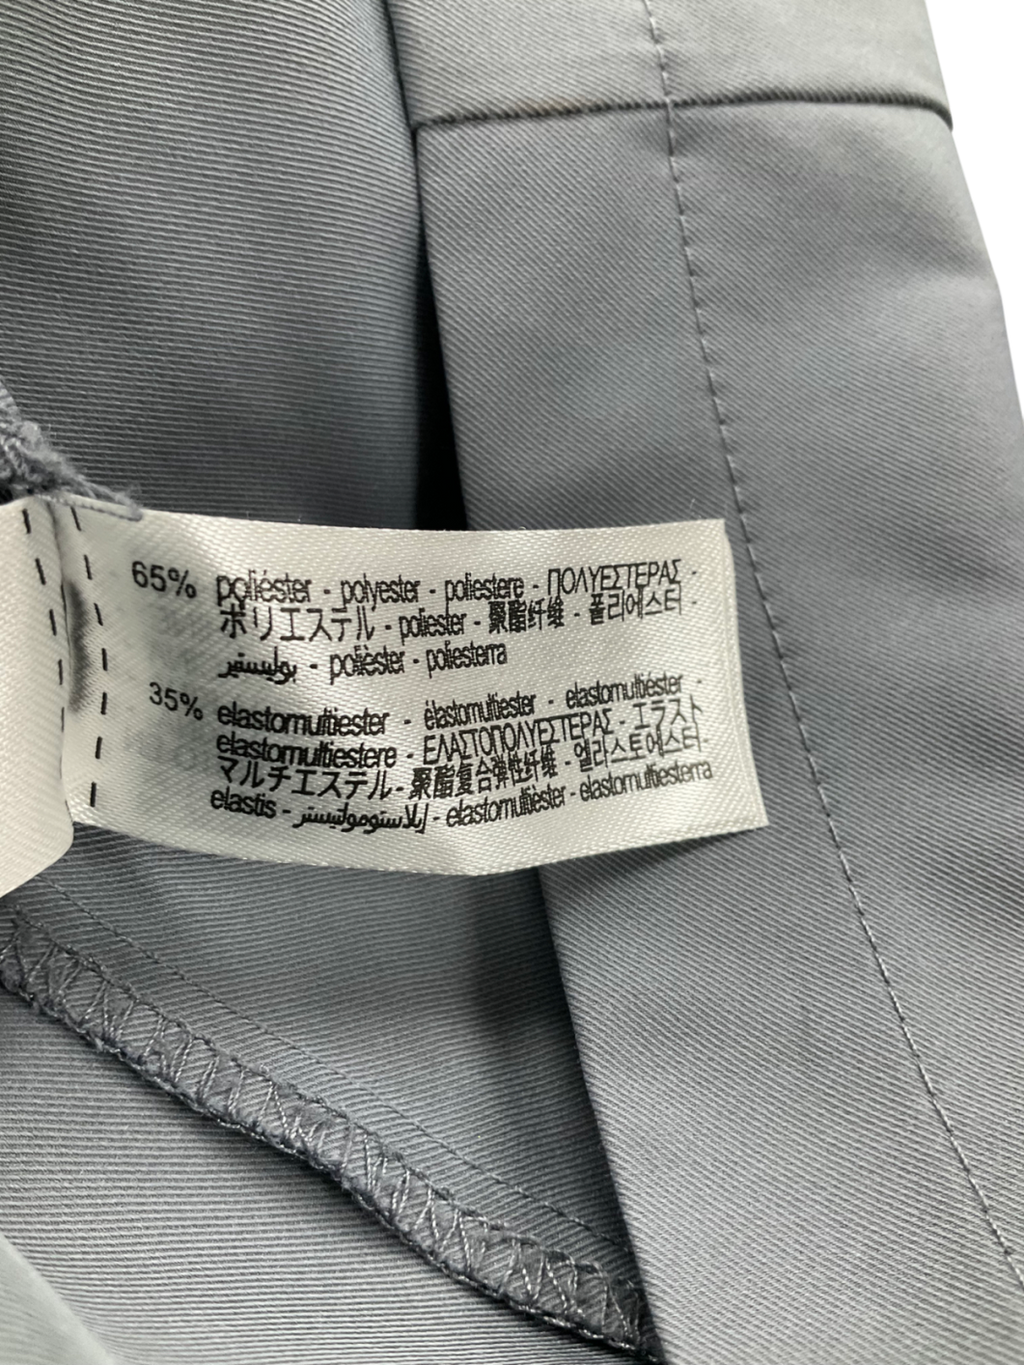 65% poliéster - polyester - poliestere - ΠΟΛΥΕΣΤΕΡΑΣ -
ポリエステル - poliester - 聚酯纤维 - 폴리에스터 -
بوليستير - polièster - poliesterra
35% elastomultiester - élastomultiester - elastomultiéster -
elastomultiestere - ΕΛΑΣΤΟΠΟΛΥΕΣΤΕΡΑΣ - エラスト
マルチエステル - 聚酯复合弹性纤维 - 엘라스토에스터-
elastis - إيلاستومولتيستر - elastomultièster - elastomultiesterra